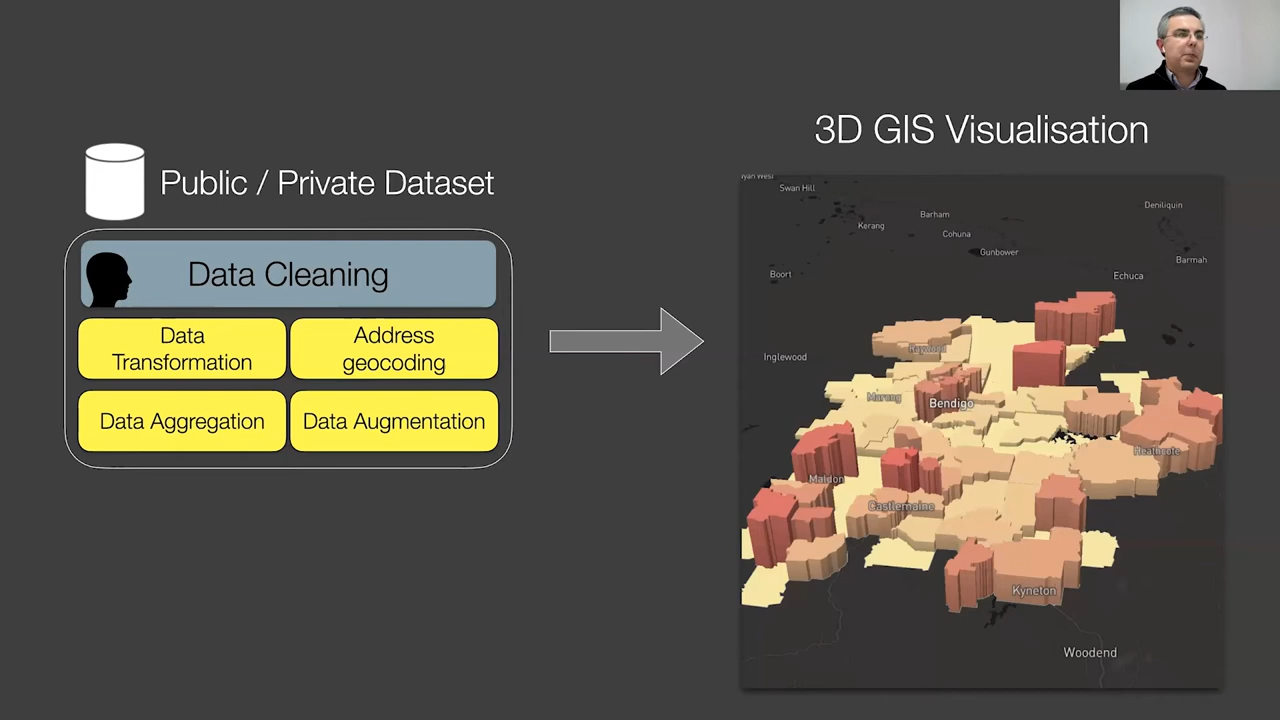 3D GIS Visualisation
Public / Private Dataset
Data Cleaning
Data
Transformation
Address
geocoding
Data Aggregation
Data Augmentation
Swan Hill
Deniliquin
Barham
Kerang
Cohuna
Gunbower
Barmah
Boort
Echuca
Raywood
Inglewood
Marong
Bendigo
Heathcote
Maldon
Castlemaine
Kyneton
Woodend